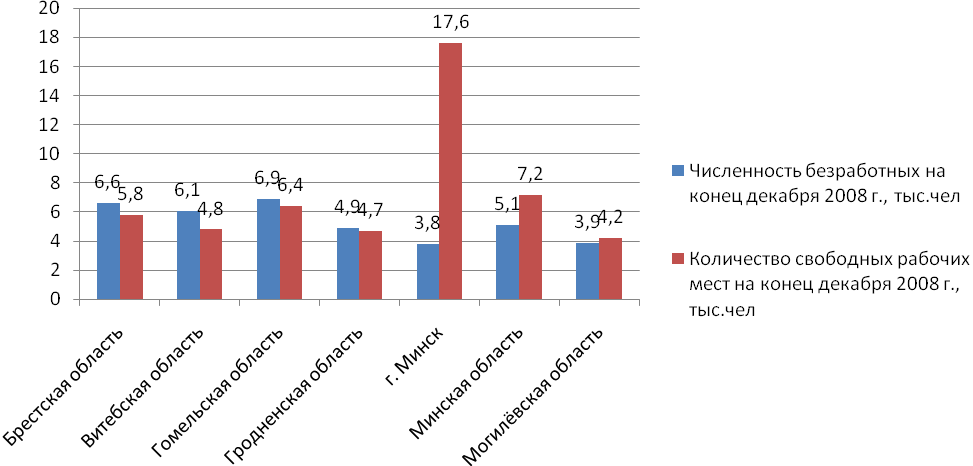 20
18
16
14
12
10
8
6
4
2
0
6,6
5,8
6,1
4,8
6,9
6,4
4,9
4,7
3,8
17,6
5,1
7,2
3,9
4,2
Брестская область
Витебская область
Гомельская область
Гродненская область
г. Минск
Минская область
Могилёвская область
Численность безработных на
конец декабря 2008 г., тыс.чел
Количество свободных рабочих
мест на конец декабря 2008 г.,
тыс.чел